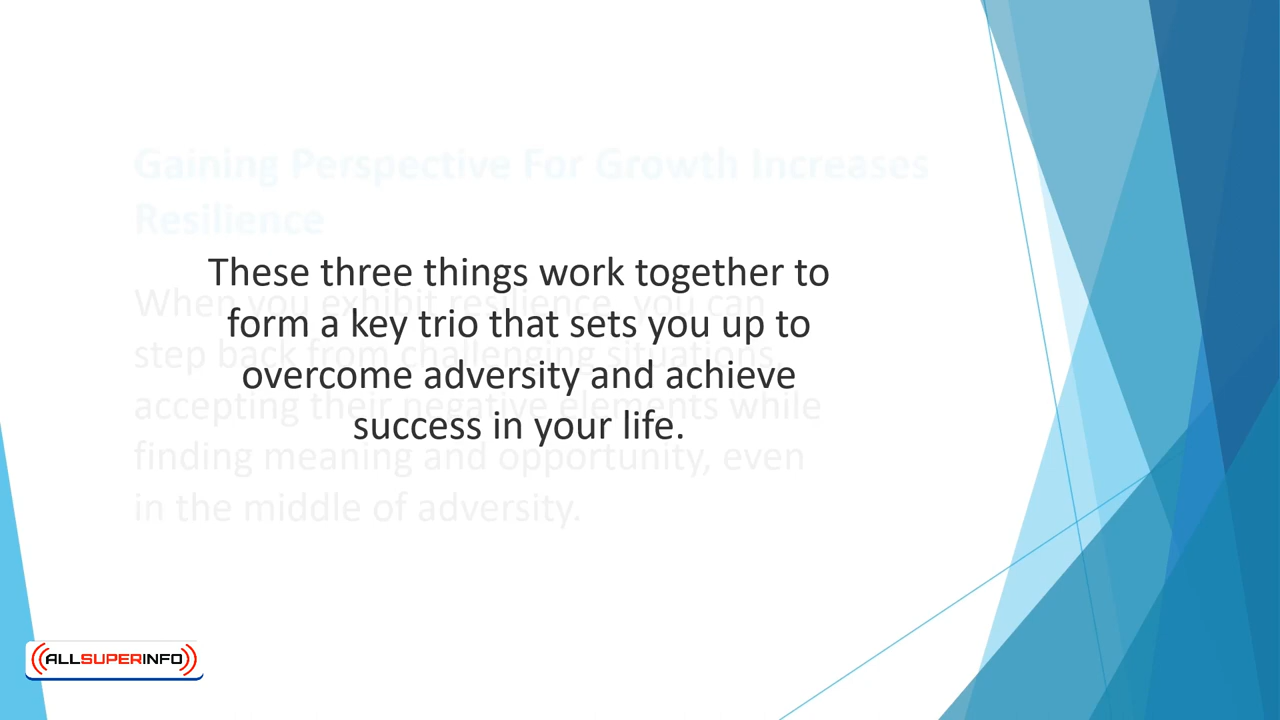 Gaining Perspective For Growth Increases
Resilience
These three things work together to
form a key trio that sets you up to
overcome adversity and achieve
success in your life.
When you exhibit resilience, you can
step back from challenging situations,
accepting their negative elements while
finding meaning and opportunity, even
in the middle of adversity.
ALLSUPERINFO